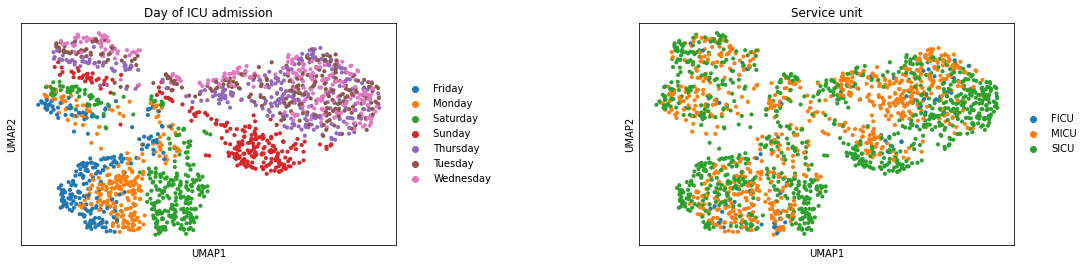 Day of ICU admission
UMAP2
UMAP1
Friday
Monday
Saturday
Sunday
Thursday
Tuesday
Wednesday
Service unit
UMAP2
UMAP1
FICU
MICU
SICU